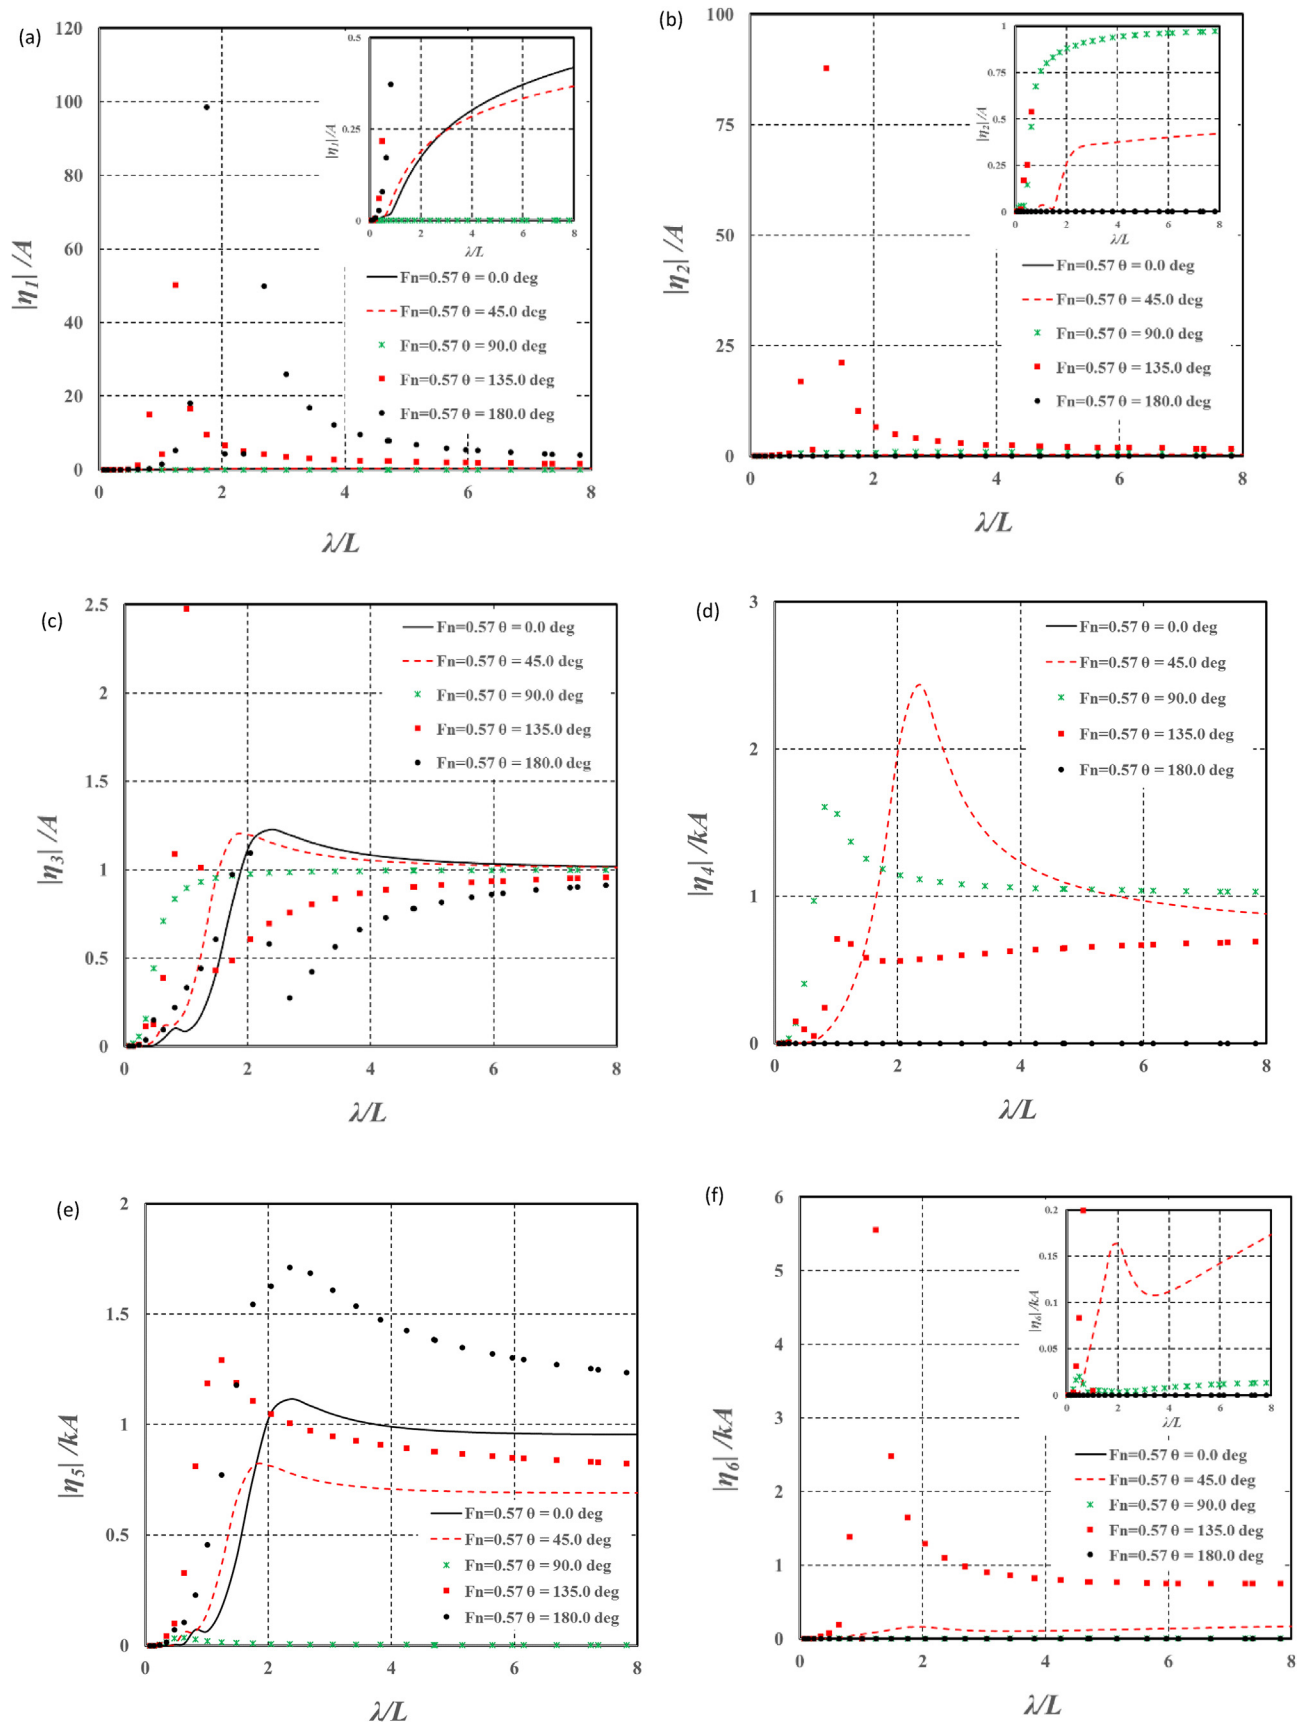 (a)
120
100
80
60
40
20
0
|η1| /A
0 2 4 6 8
λ/L
0.5
0.25
0
|η1| /A
0 2 4 6 8
λ/L
Fn=0.57 θ = 0.0 deg
Fn=0.57 θ = 45.0 deg
Fn=0.57 θ = 90.0 deg
Fn=0.57 θ = 135.0 deg
Fn=0.57 θ = 180.0 deg
(b)
100
75
50
25
0
|η2| /A
0 2 4 6 8
λ/L
1
0.75
0.5
0.25
0
|η2| /A
0 2 4 6 8
λ/L
Fn=0.57 θ = 0.0 deg
Fn=0.57 θ = 45.0 deg
Fn=0.57 θ = 90.0 deg
Fn=0.57 θ = 135.0 deg
Fn=0.57 θ = 180.0 deg
(c)
2.5
2
1.5
1
0.5
0
|η3| /A
0 2 4 6 8
λ/L
Fn=0.57 θ = 0.0 deg
Fn=0.57 θ = 45.0 deg
Fn=0.57 θ = 90.0 deg
Fn=0.57 θ = 135.0 deg
Fn=0.57 θ = 180.0 deg
(d)
3
2
1
0
|η4| /kA
0 2 4 6 8
λ/L
Fn=0.57 θ = 0.0 deg
Fn=0.57 θ = 45.0 deg
Fn=0.57 θ = 90.0 deg
Fn=0.57 θ = 135.0 deg
Fn=0.57 θ = 180.0 deg
(e)
2
1.5
1
0.5
0
|η5| /kA
0 2 4 6 8
λ/L
Fn=0.57 θ = 0.0 deg
Fn=0.57 θ = 45.0 deg
Fn=0.57 θ = 90.0 deg
Fn=0.57 θ = 135.0 deg
Fn=0.57 θ = 180.0 deg
(f)
6
5
4
3
2
1
0
|η6| /kA
0 2 4 6 8
λ/L
0.2
0.15
0.1
0.05
0
|η6| /kA
0 2 4 6 8
λ/L
Fn=0.57 θ = 0.0 deg
Fn=0.57 θ = 45.0 deg
Fn=0.57 θ = 90.0 deg
Fn=0.57 θ = 135.0 deg
Fn=0.57 θ = 180.0 deg